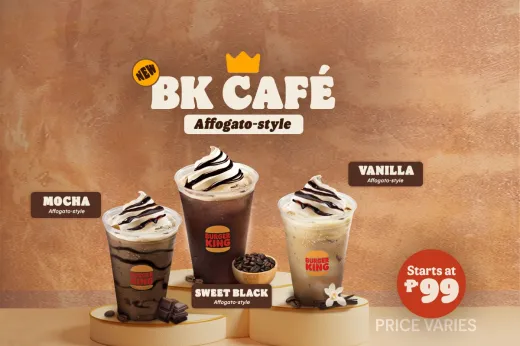 NEW
BK CAFÉ
Affogato-style
VANILLA
Affogato-style
MOCHA
Affogato-style
BURGER
KING
BURGER
KING
BURGER
KING
SWEET BLACK
Affogato-style
Starts at
₱99
PRICE VARIES